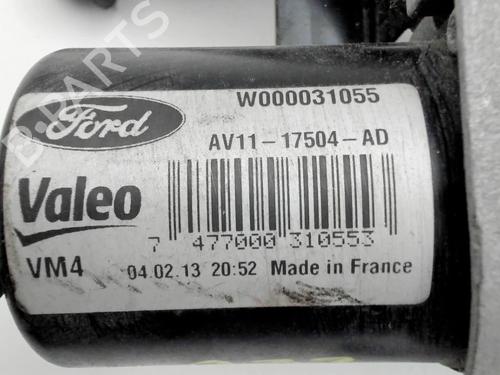 Ford
W000031055
AV11-17504-AD
Valeo
7 477000 310553
VM4 04.02.13 20:52 Made in France
B.PARTS